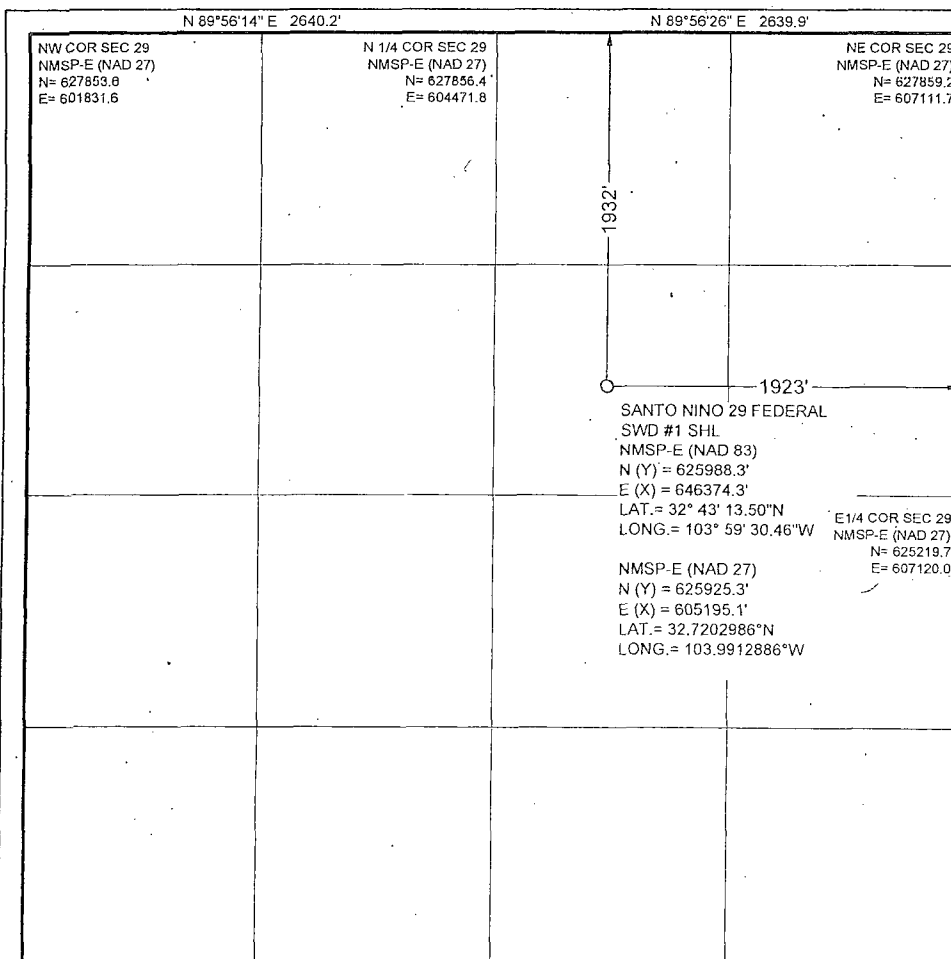 N 89°56'14" E 2640.2'
N 89°56'26" E 2639.9'
NW COR SEC 29
NMSP-E (NAD 27)
N= 627853.6
E= 601831.6
N 1/4 COR SEC 29
NMSP-E (NAD 27)
N= 627856.4
E= 604471.8
NE COR SEC 29
NMSP-E (NAD 27)
N= 627859.2
E= 607111.7
1932'
1923'
SANTO NINO 29 FEDERAL
SWD #1 SHL
NMSP-E (NAD 83)
N (Y) = 625988.3'
E (X) = 646374.3'
LAT.= 32° 43' 13.50"N
LONG.= 103° 59' 30.46"W
E1/4 COR SEC 29
NMSP-E (NAD 27)
N= 625219.7
E= 607120.0
NMSP-E (NAD 27)
N (Y) = 625925.3'
E (X) = 605195.1'
LAT.= 32.7202986°N
LONG.= 103.9912886°W